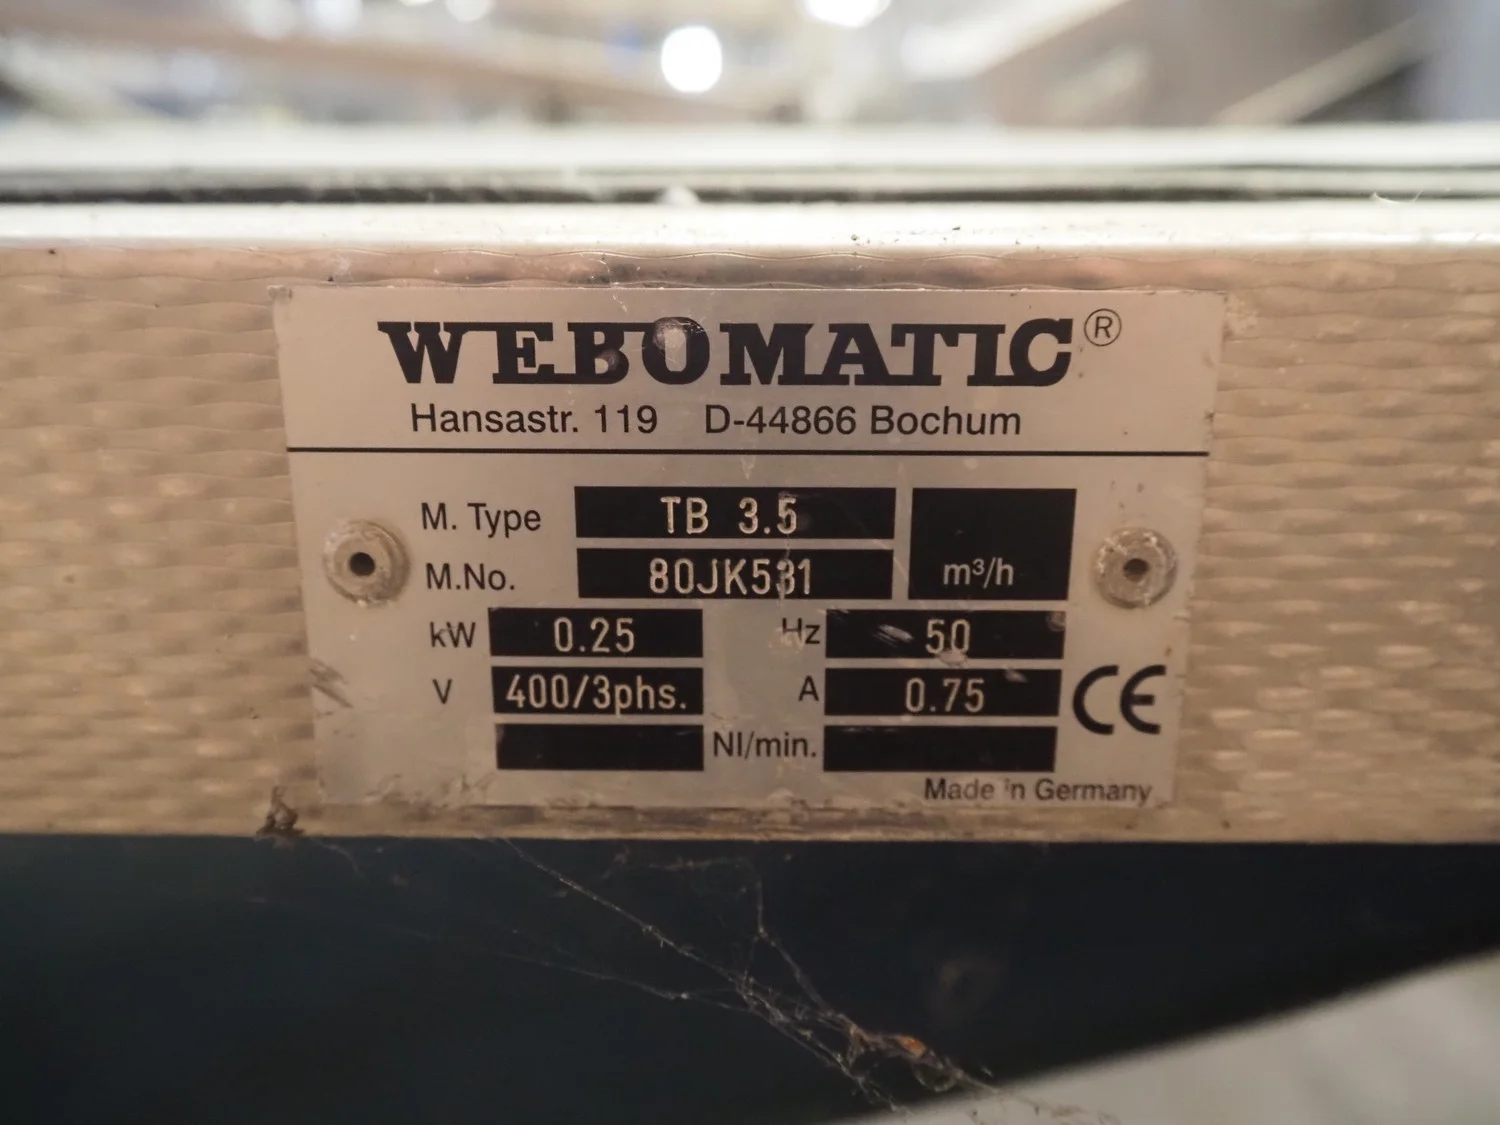 WEBOMATIC®
Hansastr. 119 D-44866 Bochum
M. Type TB 3.5
M.No. 80JK531 m³/h
kW 0.25 Hz 50
V 400/3phs. A 0.75
CE
Nl/min.
Made in Germany